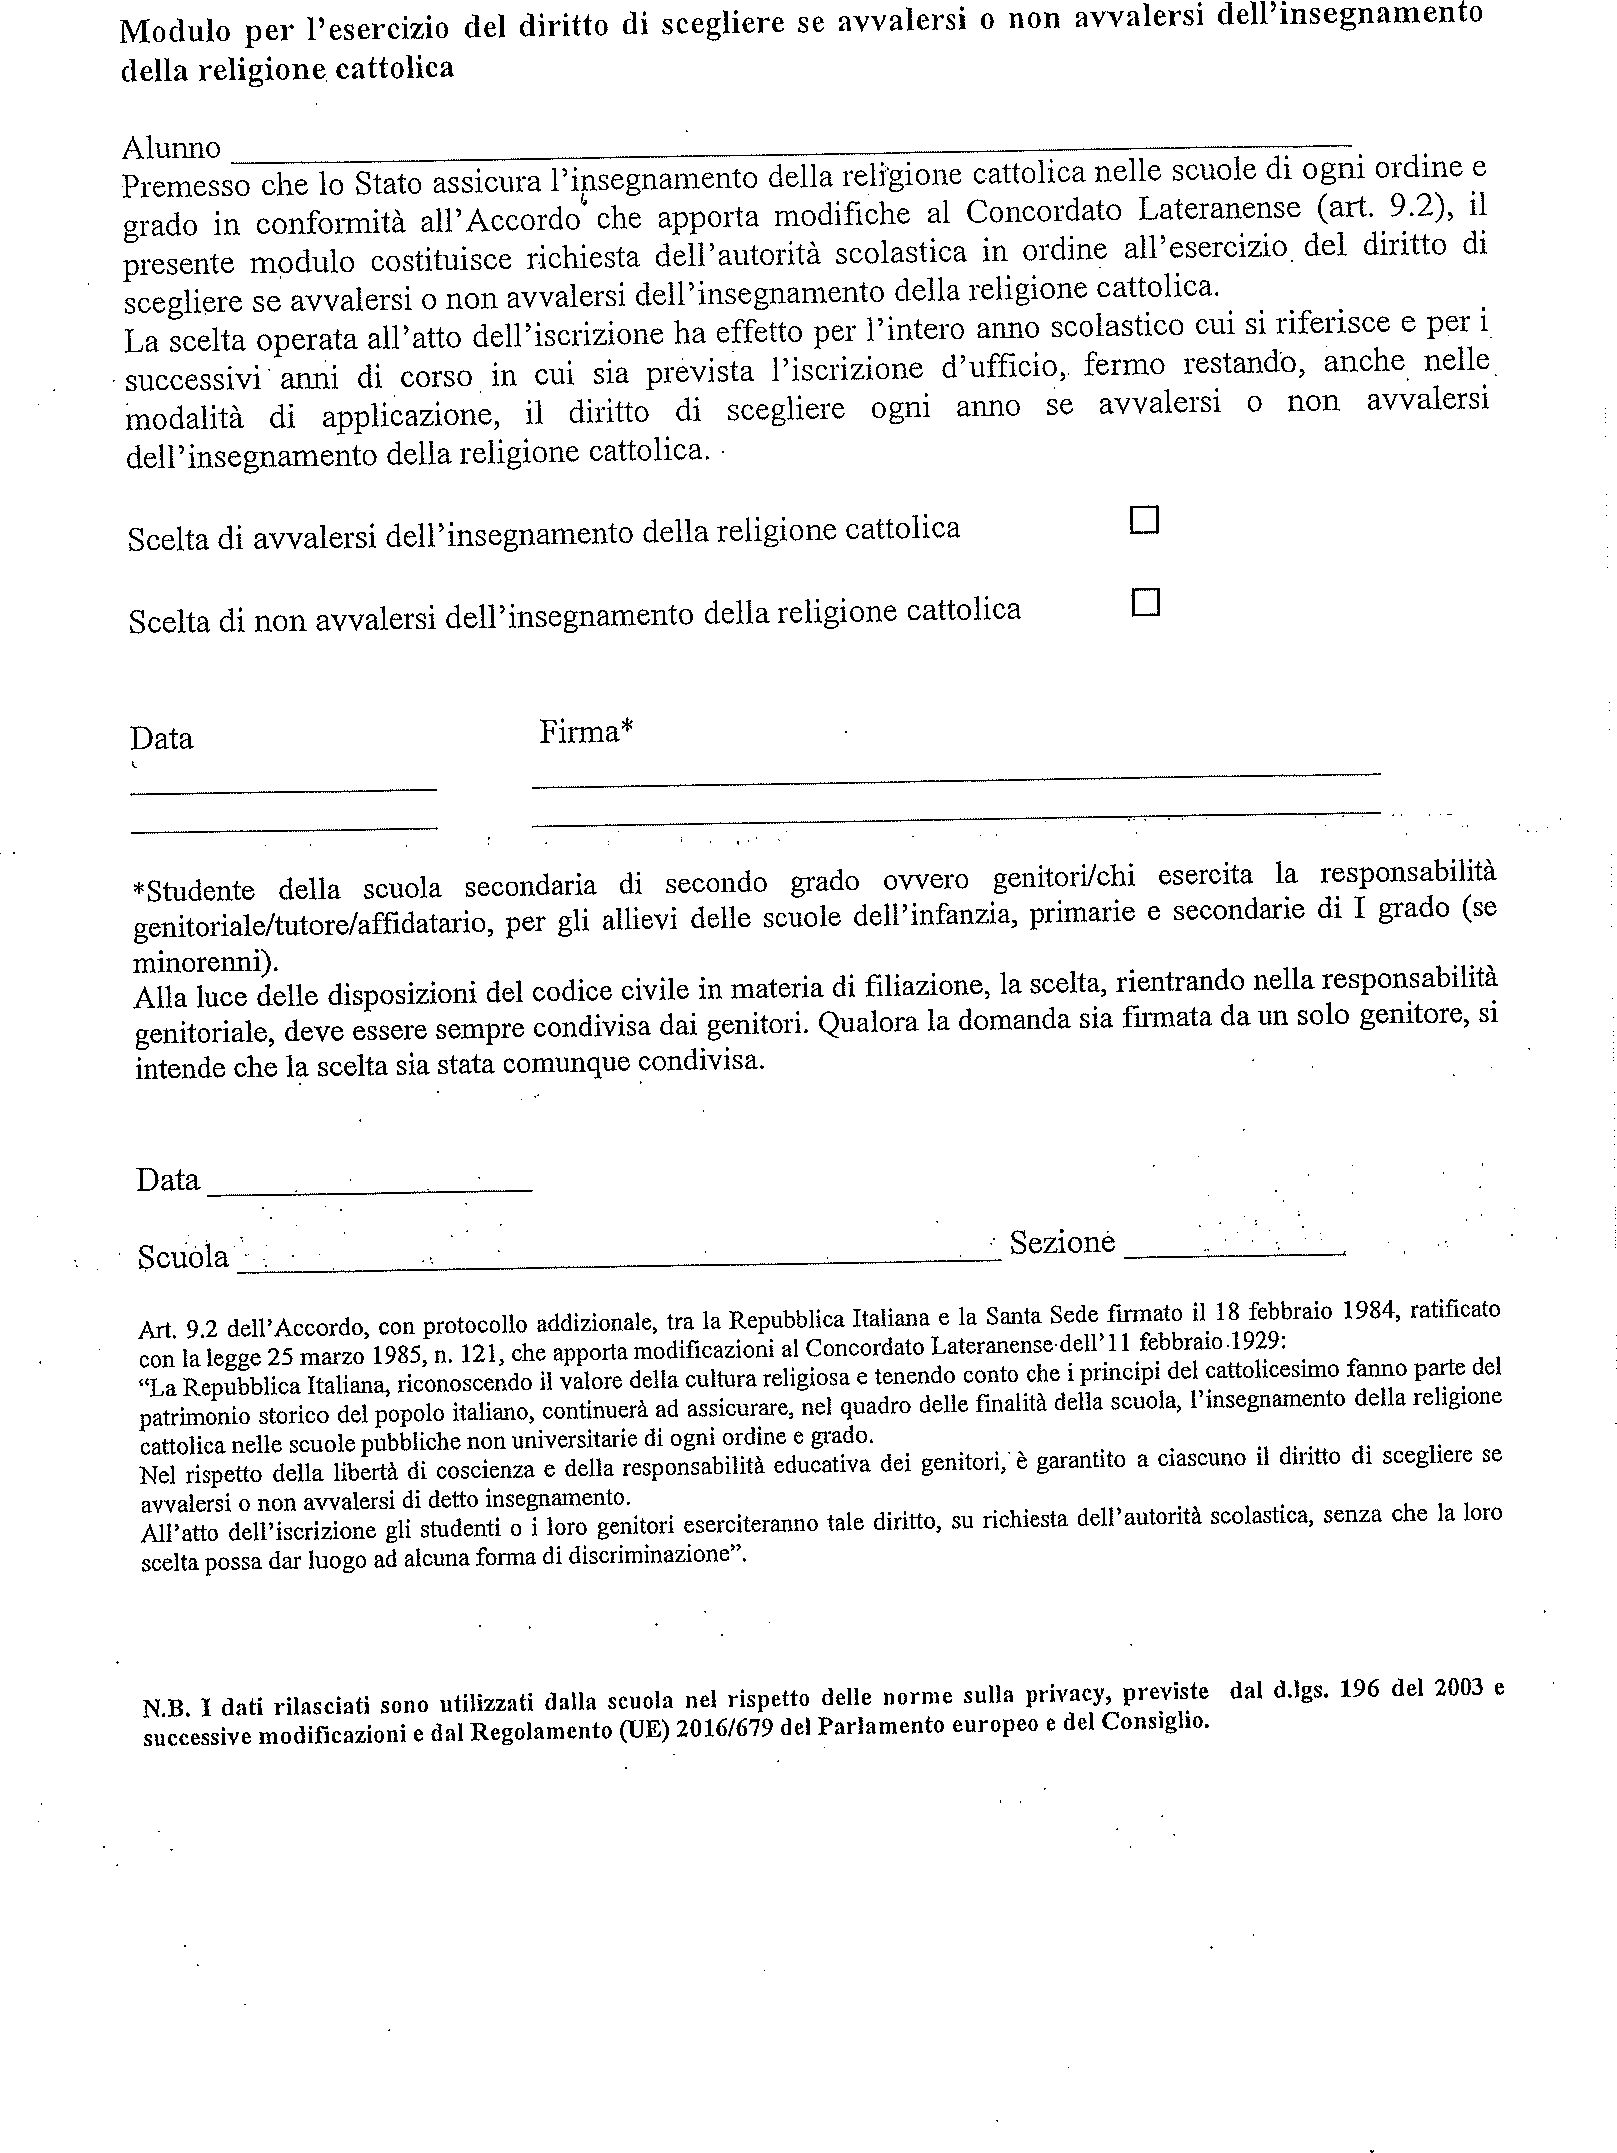 Modulo per l'esercizio del diritto di scegliere se avvalersi o non avvalersi dell'insegnamento
della religione cattolica
Alunno
Premesso che lo Stato assicura l'insegnamento della religione cattolica nelle scuole di ogni ordine e
grado in conformità all'Accordo che apporta modifiche al Concordato Lateranense (art. 9.2), il
presente modulo costituisce richiesta dell'autorità scolastica in ordine all'esercizio del diritto di
scegliere se avvalersi o non avvalersi dell'insegnamento della religione cattolica.
La scelta operata all'atto dell'iscrizione ha effetto per l'intero anno scolastico cui si riferisce e per i
successivi anni di corso in cui sia prevista l'iscrizione d'ufficio, fermo restando, anche nelle
modalità di applicazione, il diritto di scegliere ogni anno se avvalersi o non avvalersi
dell'insegnamento della religione cattolica.
Scelta di avvalersi dell'insegnamento della religione cattolica
Scelta di non avvalersi dell'insegnamento della religione cattolica
Data Firma*
*Studente della scuola secondaria di secondo grado ovvero genitori/chi esercita la responsabilità
genitoriale/tutore/affidatario, per gli allievi delle scuole dell'infanzia, primarie e secondarie di I grado (se
minorenni).
Alla luce delle disposizioni del codice civile in materia di filiazione, la scelta, rientrando nella responsabilità
genitoriale, deve essere sempre condivisa dai genitori. Qualora la domanda sia firmata da un solo genitore, si
intende che la scelta sia stata comunque condivisa.
Data
Scuola Sezione
Art. 9.2 dell'Accordo, con protocollo addizionale, tra la Repubblica Italiana e la Santa Sede firmato il 18 febbraio 1984, ratificato
con la legge 25 marzo 1985, n. 121, che apporta modificazioni al Concordato Lateranense dell'11 febbraio 1929:
“La Repubblica Italiana, riconoscendo il valore della cultura religiosa e tenendo conto che i principi del cattolicesimo fanno parte del
patrimonio storico del popolo italiano, continuerà ad assicurare, nel quadro delle finalità della scuola, l'insegnamento della religione
cattolica nelle scuole pubbliche non universitarie di ogni ordine e grado.
Nel rispetto della libertà di coscienza e della responsabilità educativa dei genitori, è garantito a ciascuno il diritto di scegliere se
avvalersi o non avvalersi di detto insegnamento.
All'atto dell'iscrizione gli studenti o i loro genitori eserciteranno tale diritto, su richiesta dell'autorità scolastica, senza che la loro
scelta possa dar luogo ad alcuna forma di discriminazione”.
N.B. I dati rilasciati sono utilizzati dalla scuola nel rispetto delle norme sulla privacy, previste dal d.lgs. 196 del 2003 e
successive modificazioni e dal Regolamento (UE) 2016/679 del Parlamento europeo e del Consiglio.